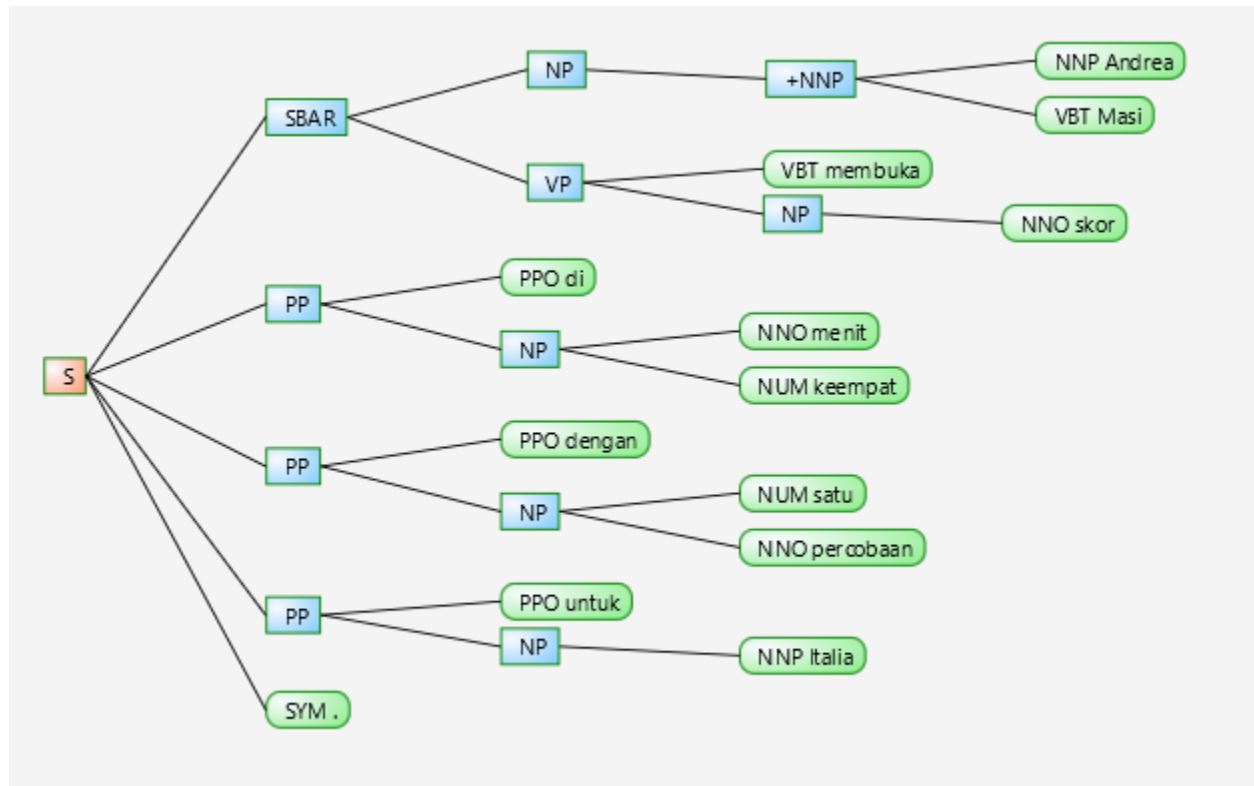 NNP Andrea
NP
+NNP
SBAR
VBT Masi
VBT membuka
VP
NP
NNO skor
PPO di
PP
NNO menit
NP
S
NUM keempat
PPO dengan
PP
NUM satu
NP
NNO percobaan
PPO untuk
PP
NP
NNP Italia
SYM .